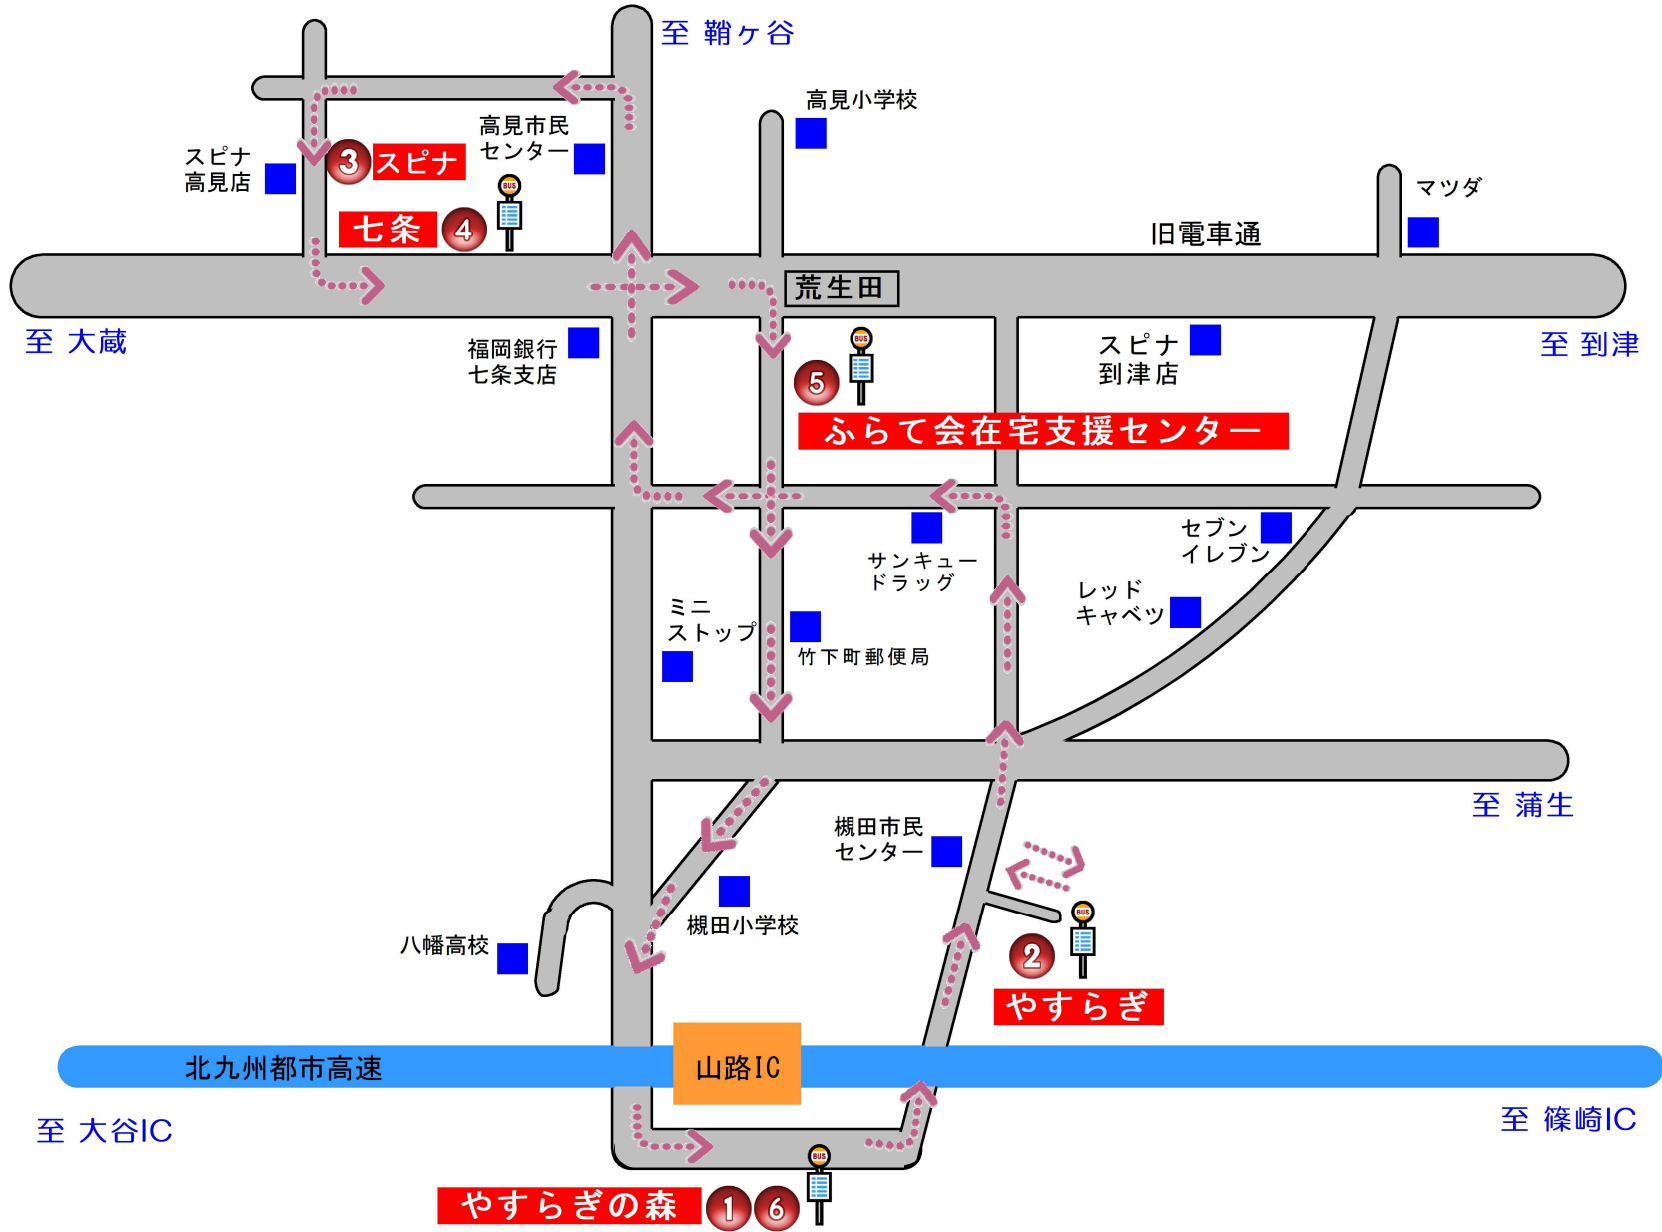 至 鞘ヶ谷
高見小学校
高見市民
センター
スピナ
高見店
3
スピナ
マツダ
BUS
七条
4
旧電車通
荒生田
至 大蔵
福岡銀行
七条支店
BUS
スピナ
到津店
至 到津
5
ふらて会在宅支援センター
サンキュー
ドラッグ
セブン
イレブン
ミニ
ストップ
レッド
キャベツ
竹下町郵便局
至 蒲生
槻田市民
センター
槻田小学校
八幡高校
BUS
2
やすらぎ
北九州都市高速
山路IC
至 大谷IC
至 篠崎IC
BUS
やすらぎの森
1
6